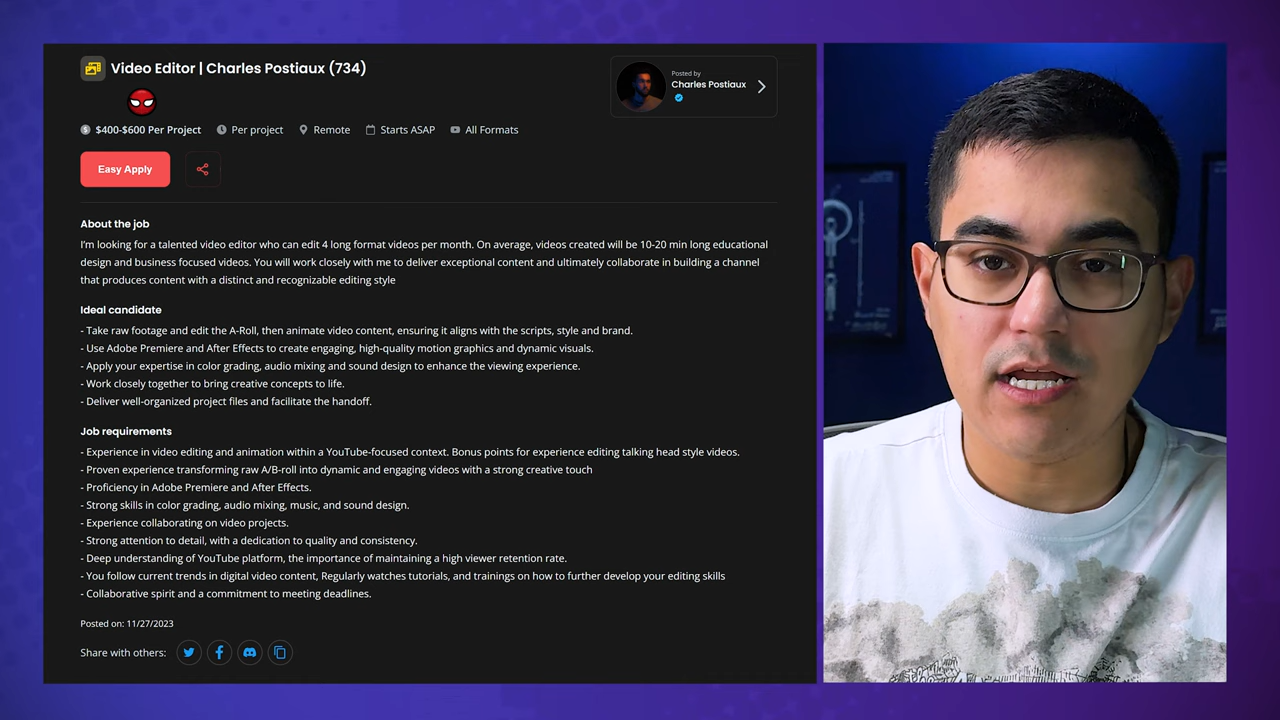 Video Editor | Charles Postiaux (734)
Posted by
Charles Postiaux
$400-$600 Per Project Per project Remote Starts ASAP All Formats
Easy Apply
About the job
I'm looking for a talented video editor who can edit 4 long format videos per month. On average, videos created will be 10-20 min long educational
design and business focused videos. You will work closely with me to deliver exceptional content and ultimately collaborate in building a channel
that produces content with a distinct and recognizable editing style
Ideal candidate
- Take raw footage and edit the A-Roll, then animate video content, ensuring it aligns with the scripts, style and brand.
- Use Adobe Premiere and After Effects to create engaging, high-quality motion graphics and dynamic visuals.
- Apply your expertise in color grading, audio mixing and sound design to enhance the viewing experience.
- Work closely together to bring creative concepts to life.
- Deliver well-organized project files and facilitate the handoff.
Job requirements
- Experience in video editing and animation within a YouTube-focused context. Bonus points for experience editing talking head style videos.
- Proven experience transforming raw A/B-roll into dynamic and engaging videos with a strong creative touch
- Proficiency in Adobe Premiere and After Effects.
- Strong skills in color grading, audio mixing, music, and sound design.
- Experience collaborating on video projects.
- Strong attention to detail, with a dedication to quality and consistency.
- Deep understanding of YouTube platform, the importance of maintaining a high viewer retention rate.
- You follow current trends in digital video content, Regularly watches tutorials, and trainings on how to further develop your editing skills
- Collaborative spirit and a commitment to meeting deadlines.
Posted on: 11/27/2023
Share with others: